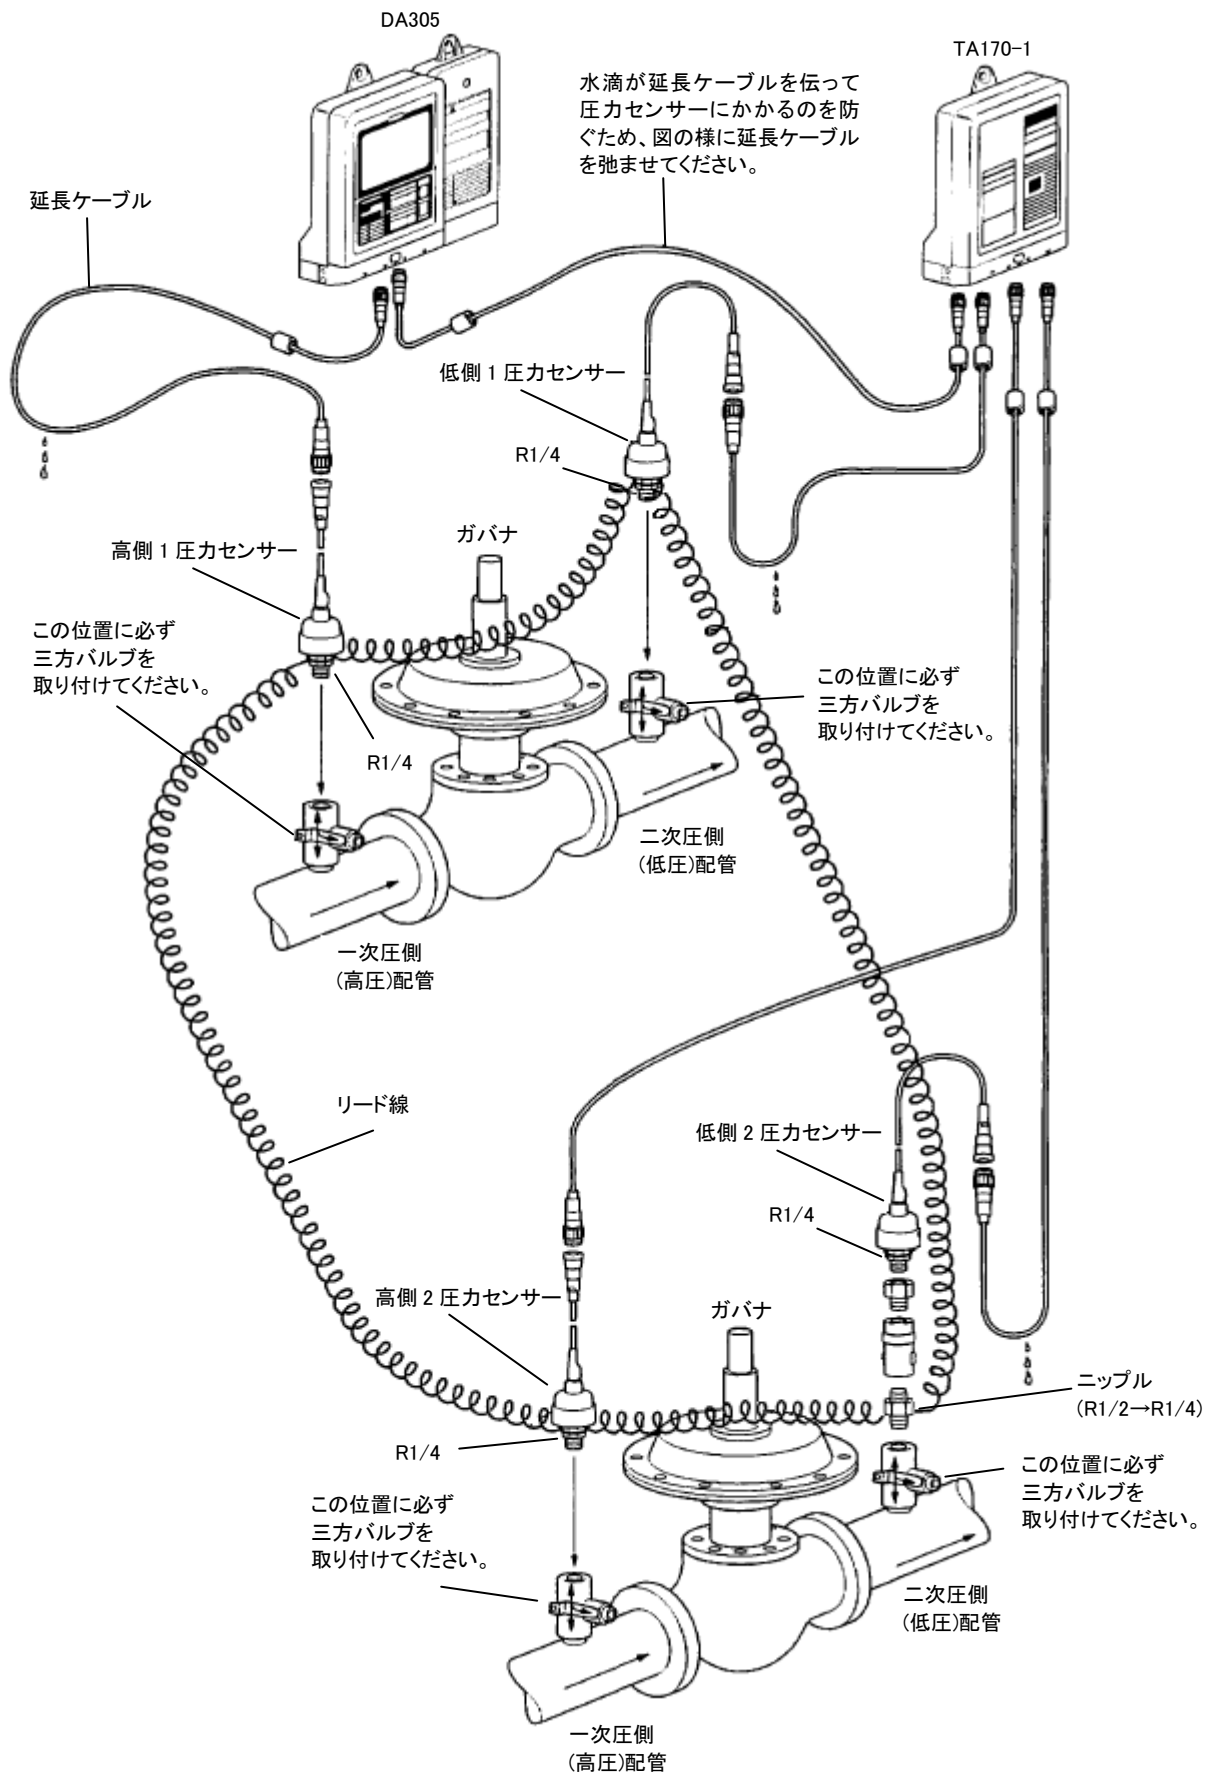 DA305
TA170-1
水滴が延長ケーブルを伝って
圧力センサーにかかるのを防
ぐため、図の様に延長ケーブル
を弛ませてください。
延長ケーブル
低側1圧力センサー
R1/4
ガバナ
高側1圧力センサー
この位置に必ず
三方バルブを
取り付けてください。
この位置に必ず
三方バルブを
取り付けてください。
R1/4
二次圧側
(低圧)配管
一次圧側
(高圧)配管
リード線
低側2圧力センサー
R1/4
高側2圧力センサー
ガバナ
ニップル
(R1/2→R1/4)
R1/4
この位置に必ず
三方バルブを
取り付けてください。
この位置に必ず
三方バルブを
取り付けてください。
二次圧側
(低圧)配管
一次圧側
(高圧)配管